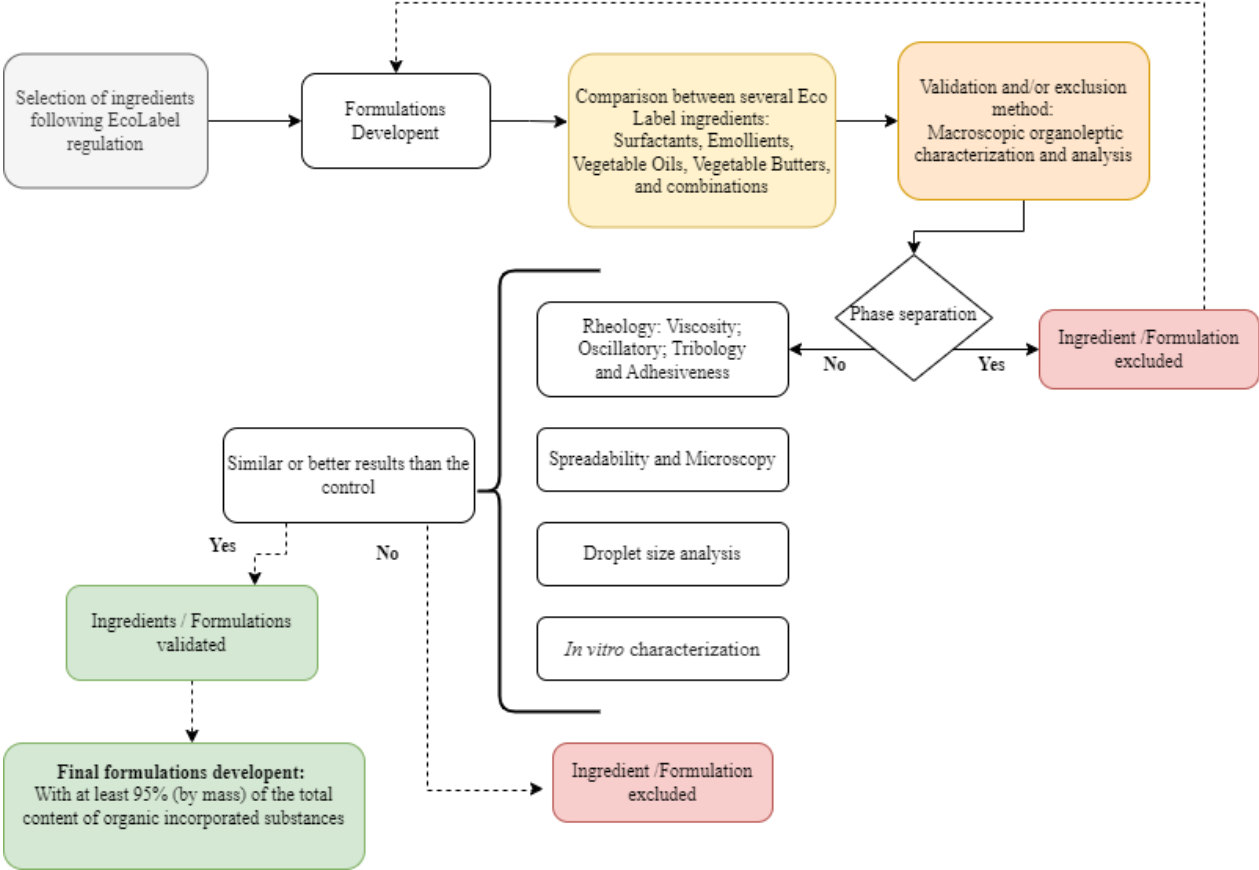 Selection of ingredients
following EcoLabel
regulation
Formulations
Developent
Comparison between several Eco
Label ingredients:
Surfactants, Emollients,
Vegetable Oils, Vegetable Butters,
and combinations
Validation and/or exclusion
method:
Macroscopic organoleptic
characterization and analysis
Phase separation
No
Yes
Ingredient /Formulation
excluded
Rheology: Viscosity;
Oscillatory; Tribology
and Adhesiveness
Spreadability and Microscopy
Droplet size analysis
In vitro characterization
Similar or better results than the
control
Yes
No
Ingredients / Formulations
validated
Final formulations developent:
With at least 95% (by mass) of the total
content of organic incorporated substances
Ingredient /Formulation
excluded